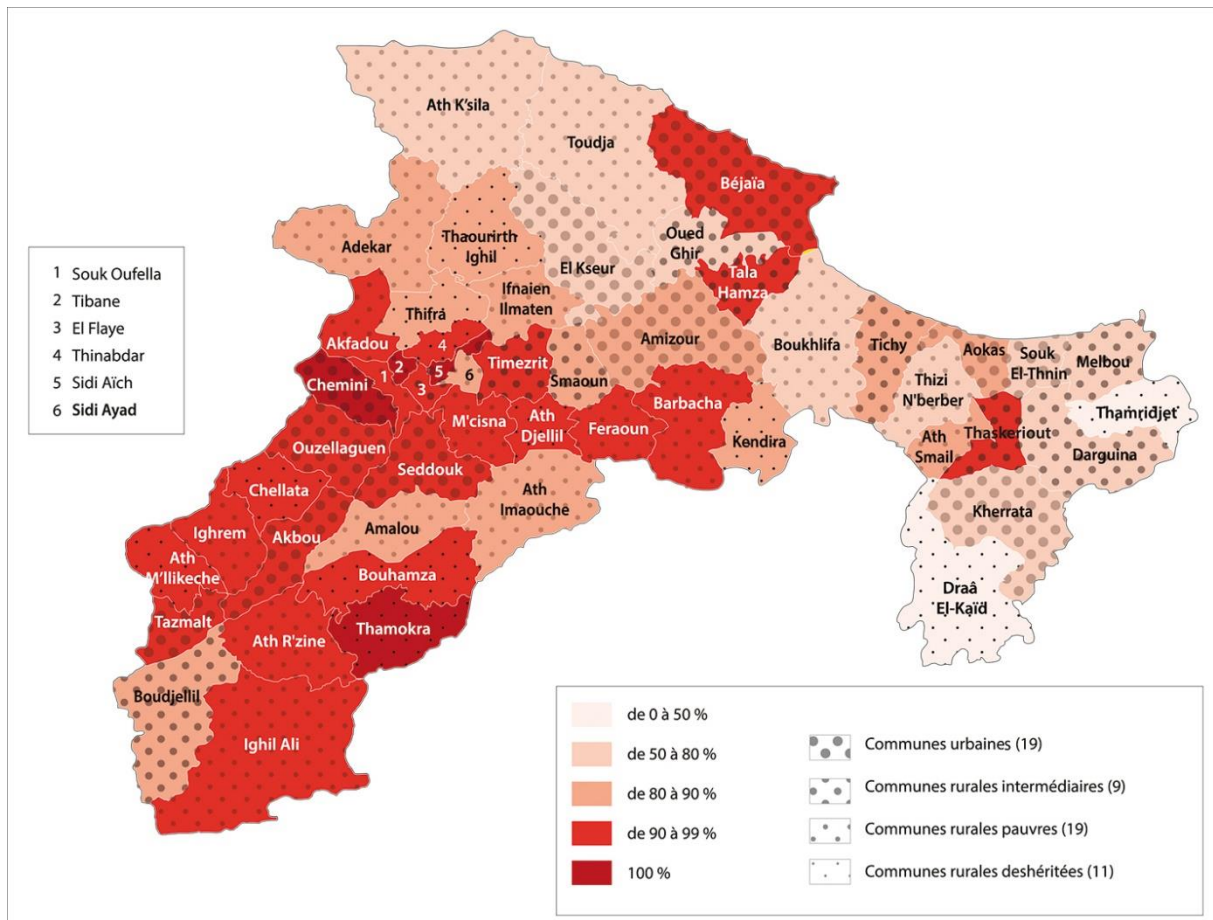 Ath K'sila
Toudja
Béjaïa
Adekar
Thaourirth
Ighil
Oued
Ghir
El Kseur
Tala
Hamza
1 Souk Oufella
2 Tibane
3 El Flaye
4 Thinabdar
5 Sidi Aïch
6 Sidi Ayad
Ifnaien
Ilmaten
Thifra
Akfadou
4
Amizour
Boukhlifa
Tichy
Aokas
Souk
El-Thnin
Melbou
Chemini
1
2
3
5
6
Timezrit
Smaoun
Thizi
N'berber
Thamridjet
Barbacha
M'cisna
Ath
Djellil
Feraoun
Kendira
Ath
Smail
Thaskeriout
Darguina
Ouzellaguen
Seddouk
Chellata
Ath
Imaouche
Kherrata
Ighrem
Akbou
Amalou
Ath
M'llikeche
Bouhamza
Draâ
El-Kaïd
Tazmalt
Ath R'zine
Thamokra
Boudjellil
Ighil Ali
de 0 à 50 %
de 50 à 80 %
de 80 à 90 %
de 90 à 99 %
100 %
Communes urbaines (19)
Communes rurales intermédiaires (9)
Communes rurales pauvres (19)
Communes rurales deshéritées (11)